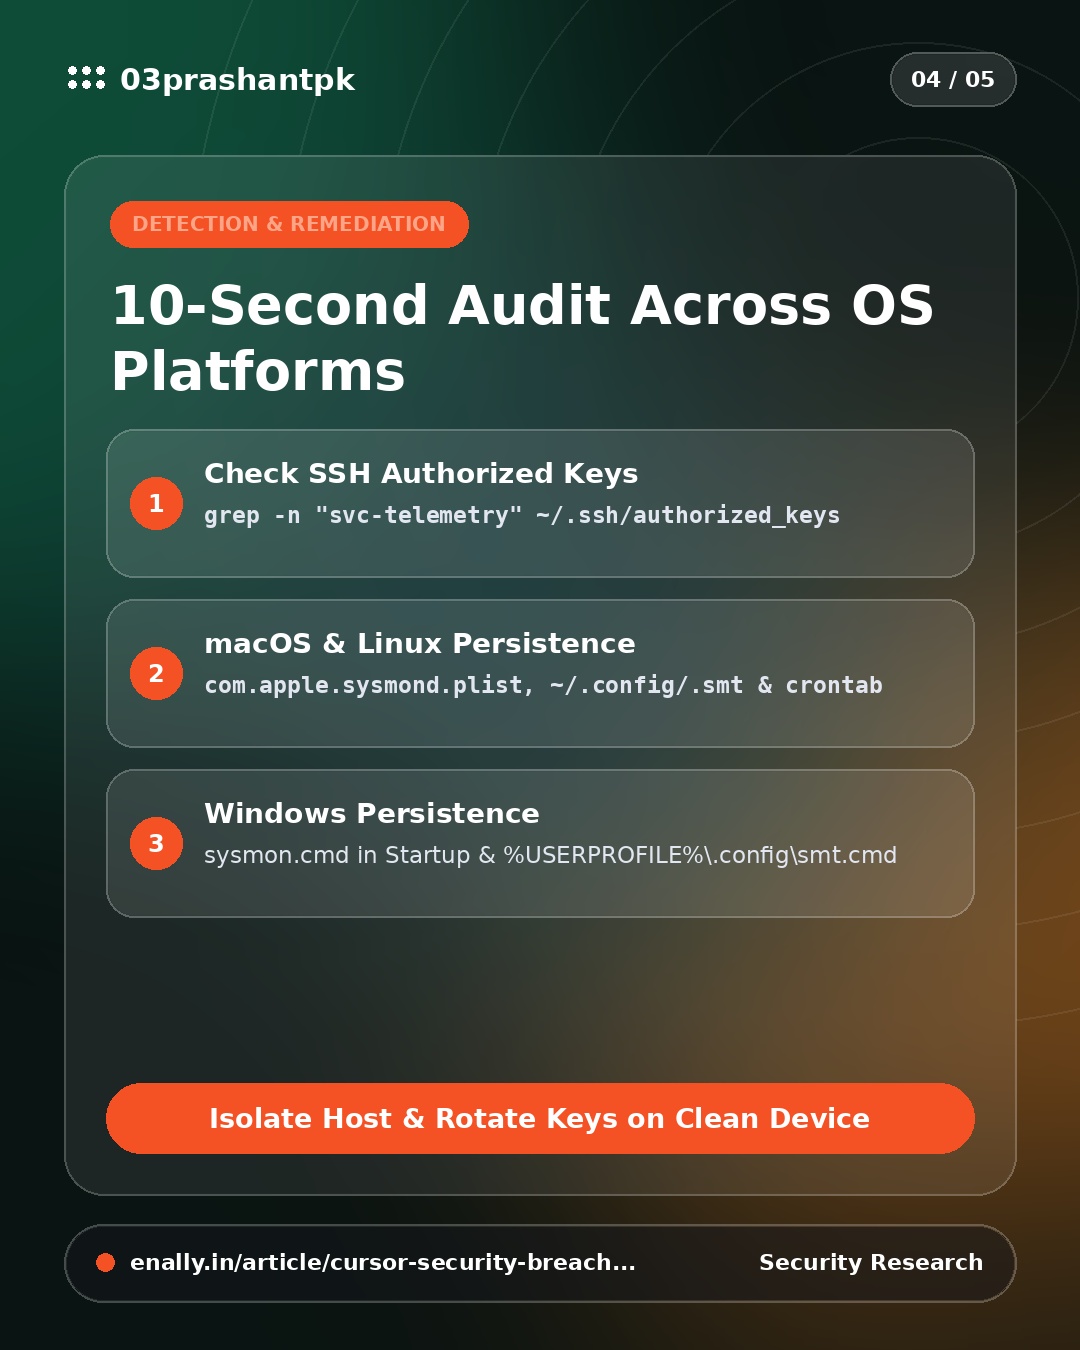 03prashantpk
04 / 05
DETECTION & REMEDIATION
10-Second Audit Across OS
Platforms
1
Check SSH Authorized Keys
grep -n "svc-telemetry" ~/.ssh/authorized_keys
2
macOS & Linux Persistence
com.apple.sysmond.plist, ~/.config/.smt & crontab
3
Windows Persistence
sysmon.cmd in Startup & %USERPROFILE%\.config\smt.cmd
Isolate Host & Rotate Keys on Clean Device
enally.in/article/cursor-security-breach...
Security Research